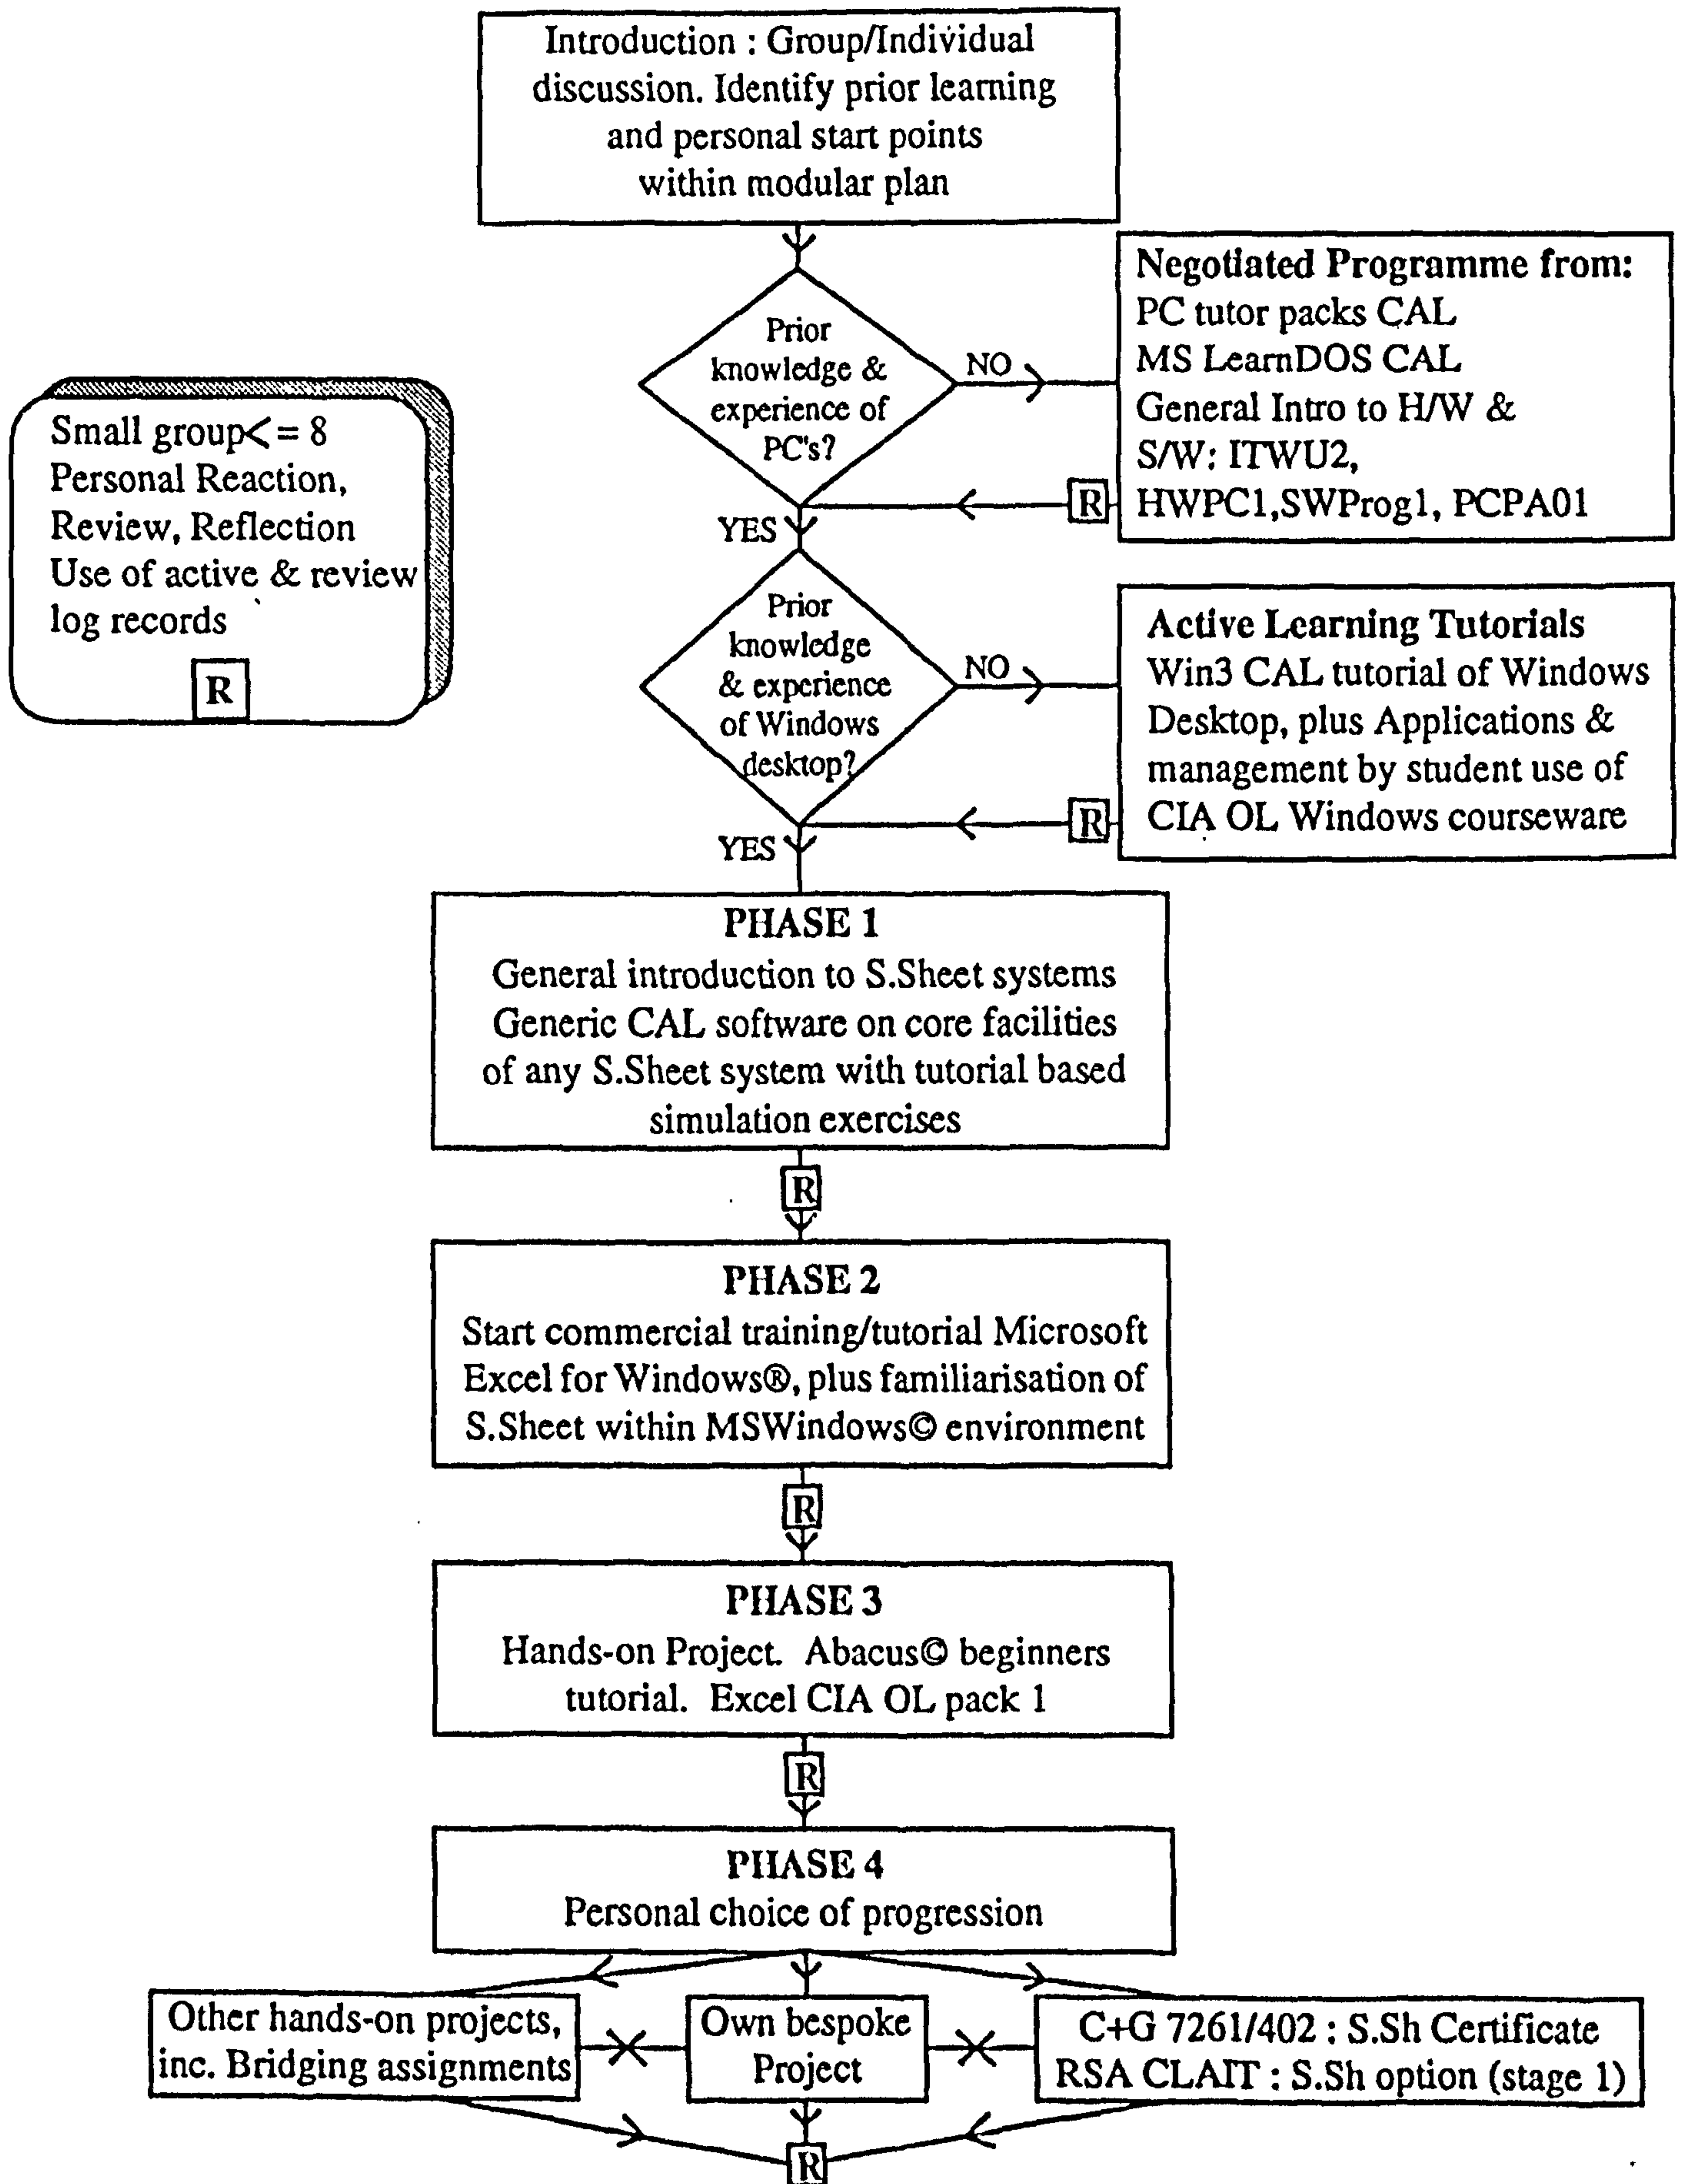 Introduction : Group/Individual
discussion. Identify prior learning
and personal start points
within modular plan
Prior
knowledge &
experience of
PC's?
NO
Negotiated Programme from:
PC tutor packs CAL
MS LearnDOS CAL
General Intro to H/W &
S/W: ITWU2,
HWPC1,SWProg1, PCPA01
R
YES
Small group<= 8
Personal Reaction,
Review, Reflection
Use of active & review
log records
R
Prior
knowledge
& experience
of Windows
desktop?
NO
Active Learning Tutorials
Win3 CAL tutorial of Windows
Desktop, plus Applications &
management by student use of
CIA OL Windows courseware
R
YES
PHASE 1
General introduction to S.Sheet systems
Generic CAL software on core facilities
of any S.Sheet system with tutorial based
simulation exercises
R
PHASE 2
Start commercial training/tutorial Microsoft
Excel for Windows®, plus familiarisation of
S.Sheet within MSWindows© environment
R
PHASE 3
Hands-on Project. Abacus© beginners
tutorial. Excel CIA OL pack 1
R
PHASE 4
Personal choice of progression
Other hands-on projects,
inc. Bridging assignments
Own bespoke
Project
C+G 7261/402 : S.Sh Certificate
RSA CLAIT : S.Sh option (stage 1)
R